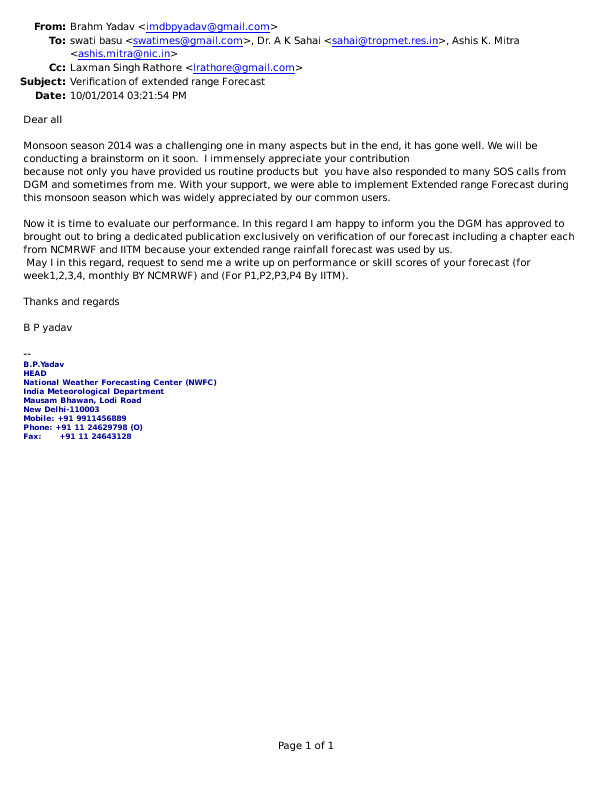 From: Brahm Yadav <imdbpyadav@gmail.com>
To: swati basu <swatimes@gmail.com>, Dr. A K Sahai <sahai@tropmet.res.in>, Ashis K. Mitra
<ashis.mitra@nic.in>
Cc: Laxman Singh Rathore <lrathore@gmail.com>
Subject: Verification of extended range Forecast
Date: 10/01/2014 03:21:54 PM
Dear all
Monsoon season 2014 was a challenging one in many aspects but in the end, it has gone well. We will be
conducting a brainstorm on it soon.  I immensely appreciate your contribution
because not only you have provided us routine products but  you have also responded to many SOS calls from
DGM and sometimes from me. With your support, we were able to implement Extended range Forecast during
this monsoon season which was widely appreciated by our common users.
Now it is time to evaluate our performance. In this regard I am happy to inform you the DGM has approved to
brought out to bring a dedicated publication exclusively on verification of our forecast including a chapter each
from NCMRWF and IITM because your extended range rainfall forecast was used by us.
May I in this regard, request to send me a write up on performance or skill scores of your forecast (for
week1,2,3,4, monthly BY NCMRWF) and (For P1,P2,P3,P4 By IITM).
Thanks and regards
B P yadav
--
B.P.Yadav
HEAD
National Weather Forecasting Center (NWFC)
India Meteorological Department
Mausam Bhawan, Lodi Road
New Delhi-110003
Mobile: +91 9911456889
Phone: +91 11 24629798 (O)
Fax: +91 11 24643128
Page 1 of 1